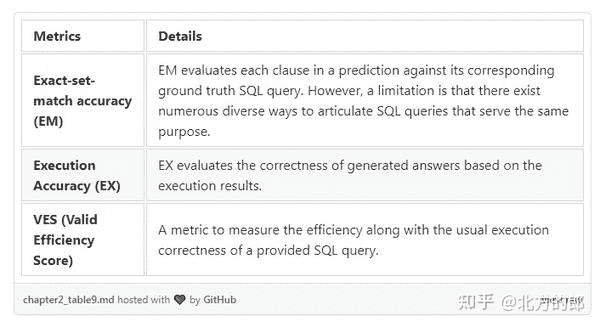 Metrics
Details
Exact-set-
match accuracy
(EM)
EM evaluates each clause in a prediction against its corresponding
ground truth SQL query. However, a limitation is that there exist
numerous diverse ways to articulate SQL queries that serve the same
purpose.
Execution
Accuracy (EX)
EX evaluates the correctness of generated answers based on the
execution results.
VES (Valid
Efficiency
Score)
A metric to measure the efficiency along with the usual execution
correctness of a provided SQL query.
chapter2_table9.md hosted with ❤ by GitHub
知乎 @北方的郎